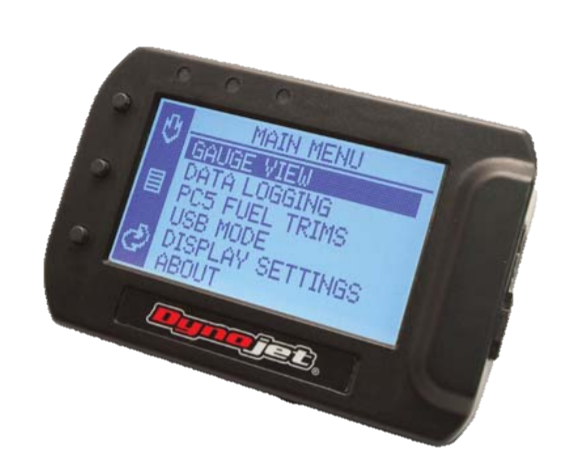 MAIN MENU
GAUGE VIEW
DATA LOGGING
PC5 FUEL TRIMS
USB MODE
DISPLAY SETTINGS
ABOUT
Dynojet®